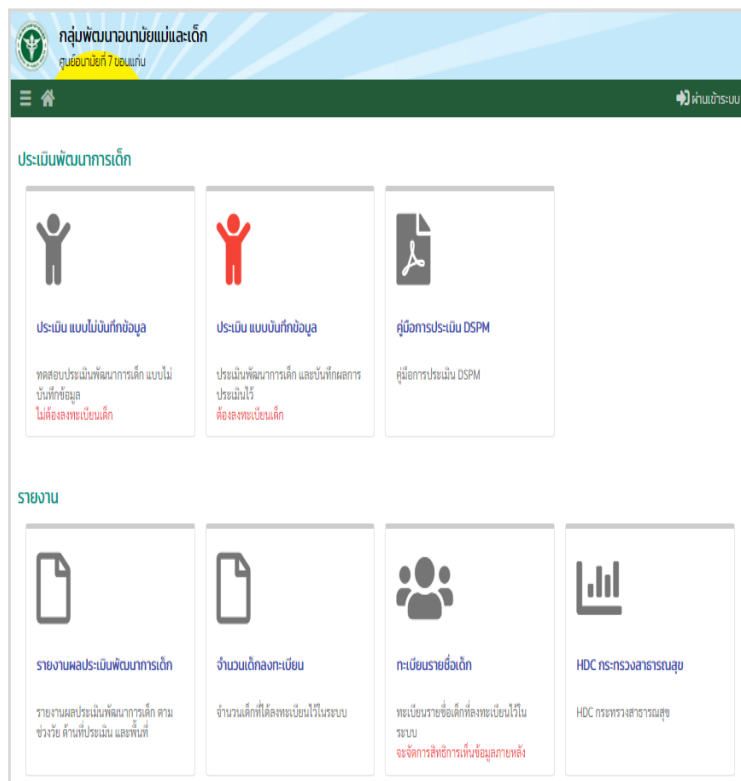 กลุ่มพัฒนาอนามัยแม่และเด็ก
ศูนย์อนามัยที่ 7 ขอนแก่น
ผ่านเข้าระบบ
ประเมินพัฒนาการเด็ก
ประเมิน แบบไม่บันทึกข้อมูล
ทดสอบประเมินพัฒนาการเด็ก แบบไม่
บันทึกข้อมูล
ไม่ต้องลงทะเบียนเด็ก
ประเมิน แบบบันทึกข้อมูล
ประเมินพัฒนาการเด็ก และบันทึกผลการ
ประเมินไว้
ต้องลงทะเบียนเด็ก
คู่มือการประเมิน DSPM
คู่มือการประเมิน DSPM
รายงาน
รายงานผลประเมินพัฒนาการเด็ก
รายงานผลประเมินพัฒนาการเด็ก ตาม
ช่วงวัย ด้านที่ประเมิน และพื้นที่
จำนวนเด็กลงทะเบียน
จำนวนเด็กที่ได้ลงทะเบียนไว้ในระบบ
ทะเบียนรายชื่อเด็ก
ทะเบียนรายชื่อเด็กที่ลงทะเบียนไว้ใน
ระบบ
จะจัดการสิทธิการเห็นข้อมูลภายหลัง
HDC กระทรวงสาธารณสุข
HDC กระทรวงสาธารณสุข